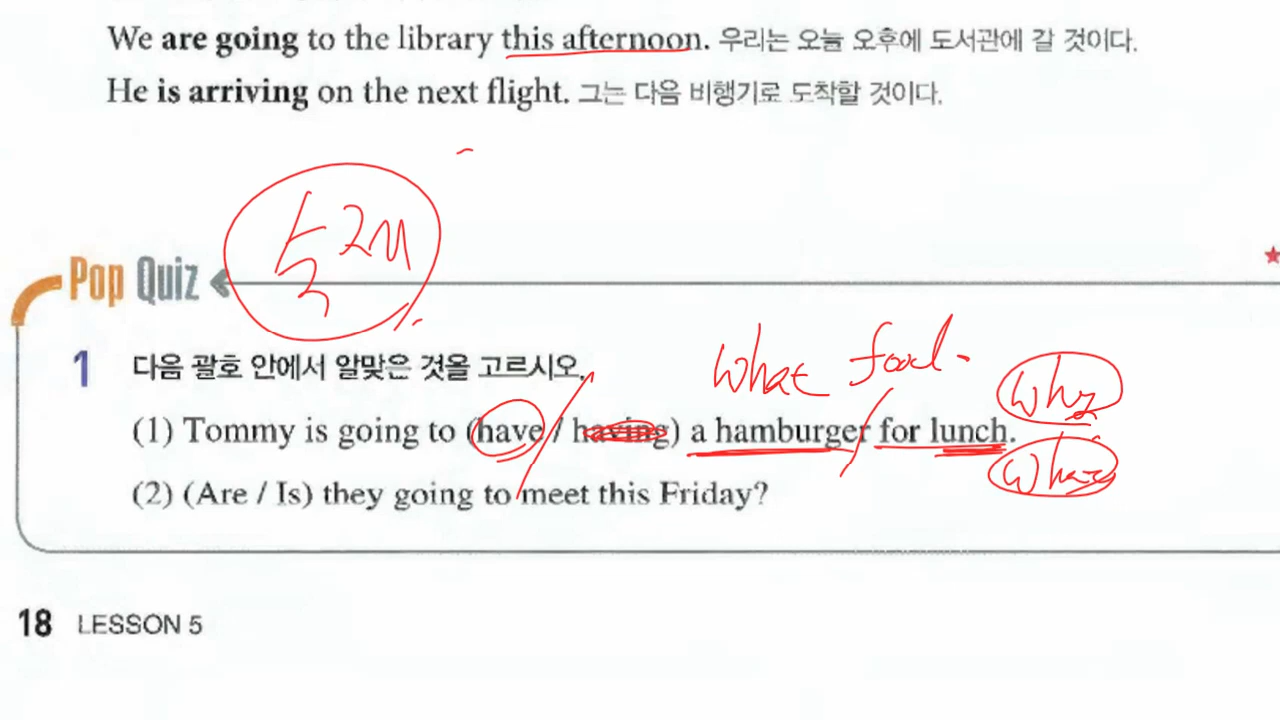 We are going to the library this afternoon. 우리는 오늘 오후에 도서관에 갈 것이다.
He is arriving on the next flight. 그는 다음 비행기로 도착할 것이다.
Pop Quiz
1 다음 괄호 안에서 알맞은 것을 고르시오.
What food
(1) Tommy is going to (have / having) a hamburger for lunch.
why
(2) (Are / Is) they going to meet this Friday?
18 LESSON 5